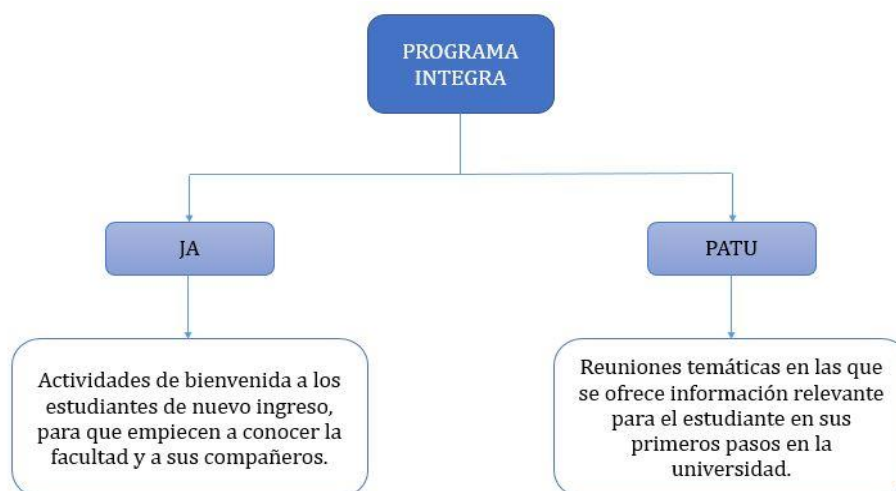 PROGRAMA
INTEGRA
JA
PATU
Actividades de bienvenida a los
estudiantes de nuevo ingreso,
para que empiecen a conocer la
facultad y a sus compañeros.
Reuniones temáticas en las que
se ofrece información relevante
para el estudiante en sus
primeros pasos en la
universidad.